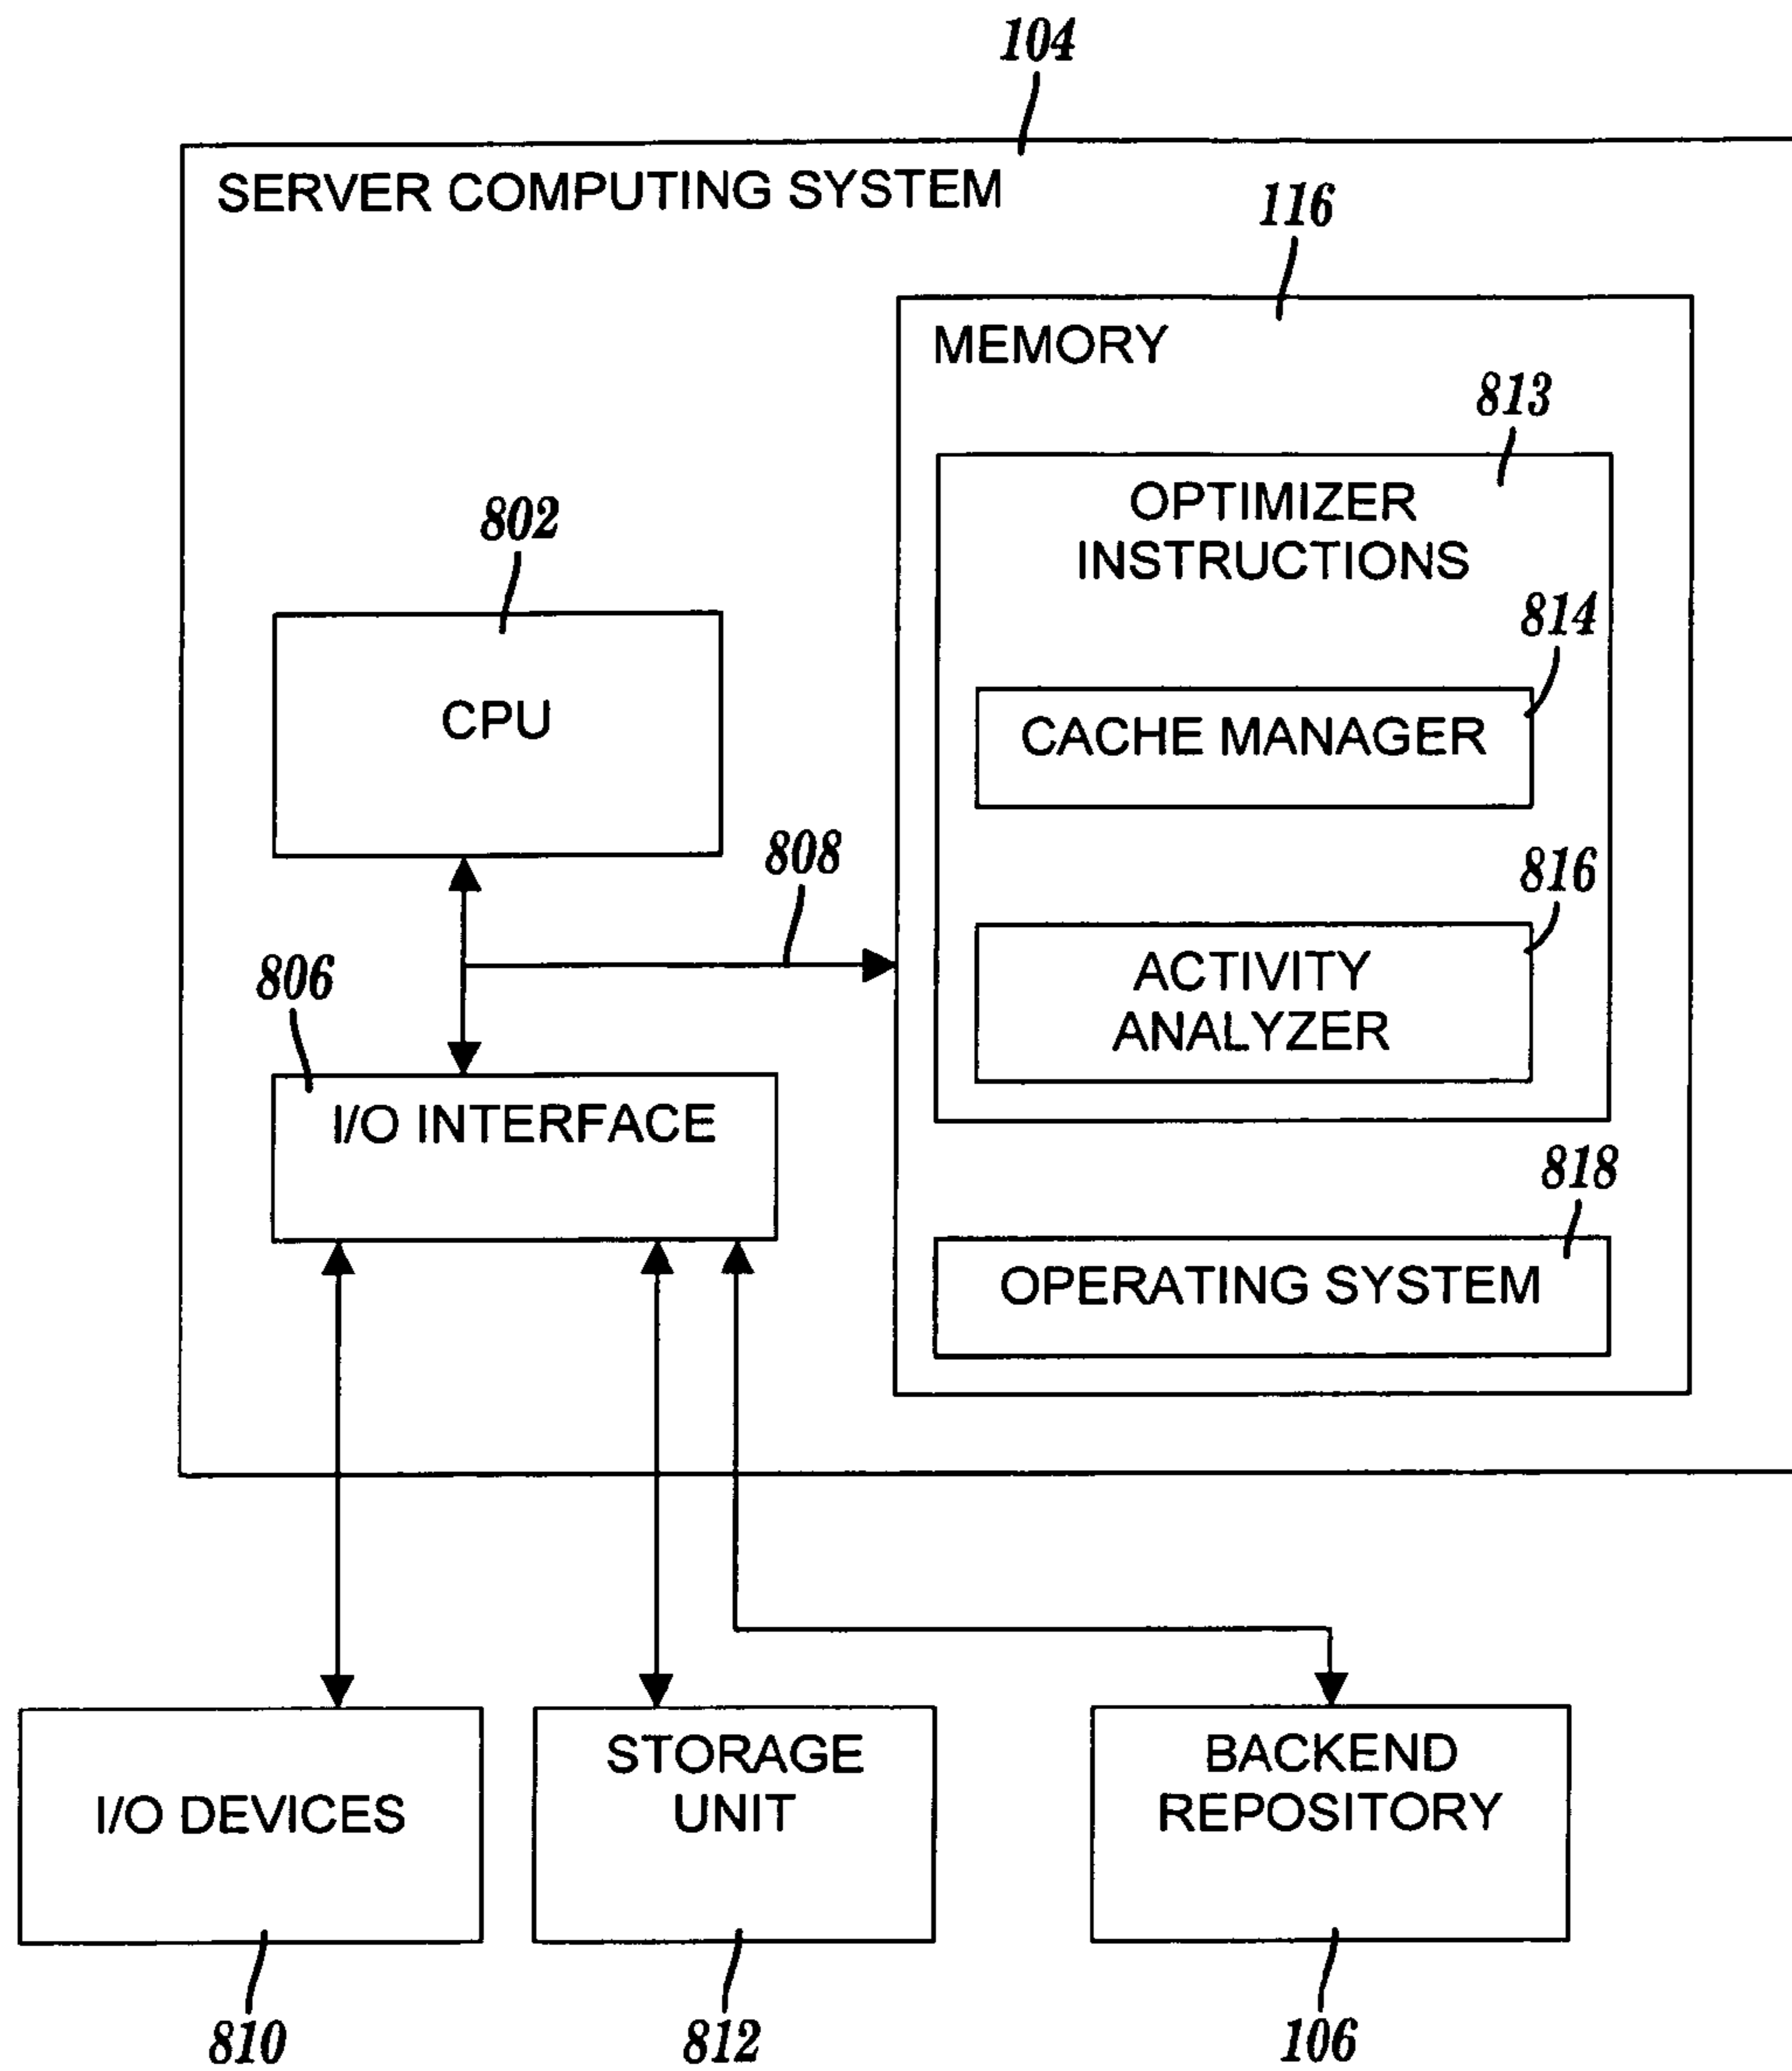 104
SERVER COMPUTING SYSTEM
116
MEMORY
813
OPTIMIZER
INSTRUCTIONS
802
814
CPU
CACHE MANAGER
808
816
806
ACTIVITY
ANALYZER
I/O INTERFACE
818
OPERATING SYSTEM
I/O DEVICES
STORAGE
UNIT
BACKEND
REPOSITORY
810
812
106